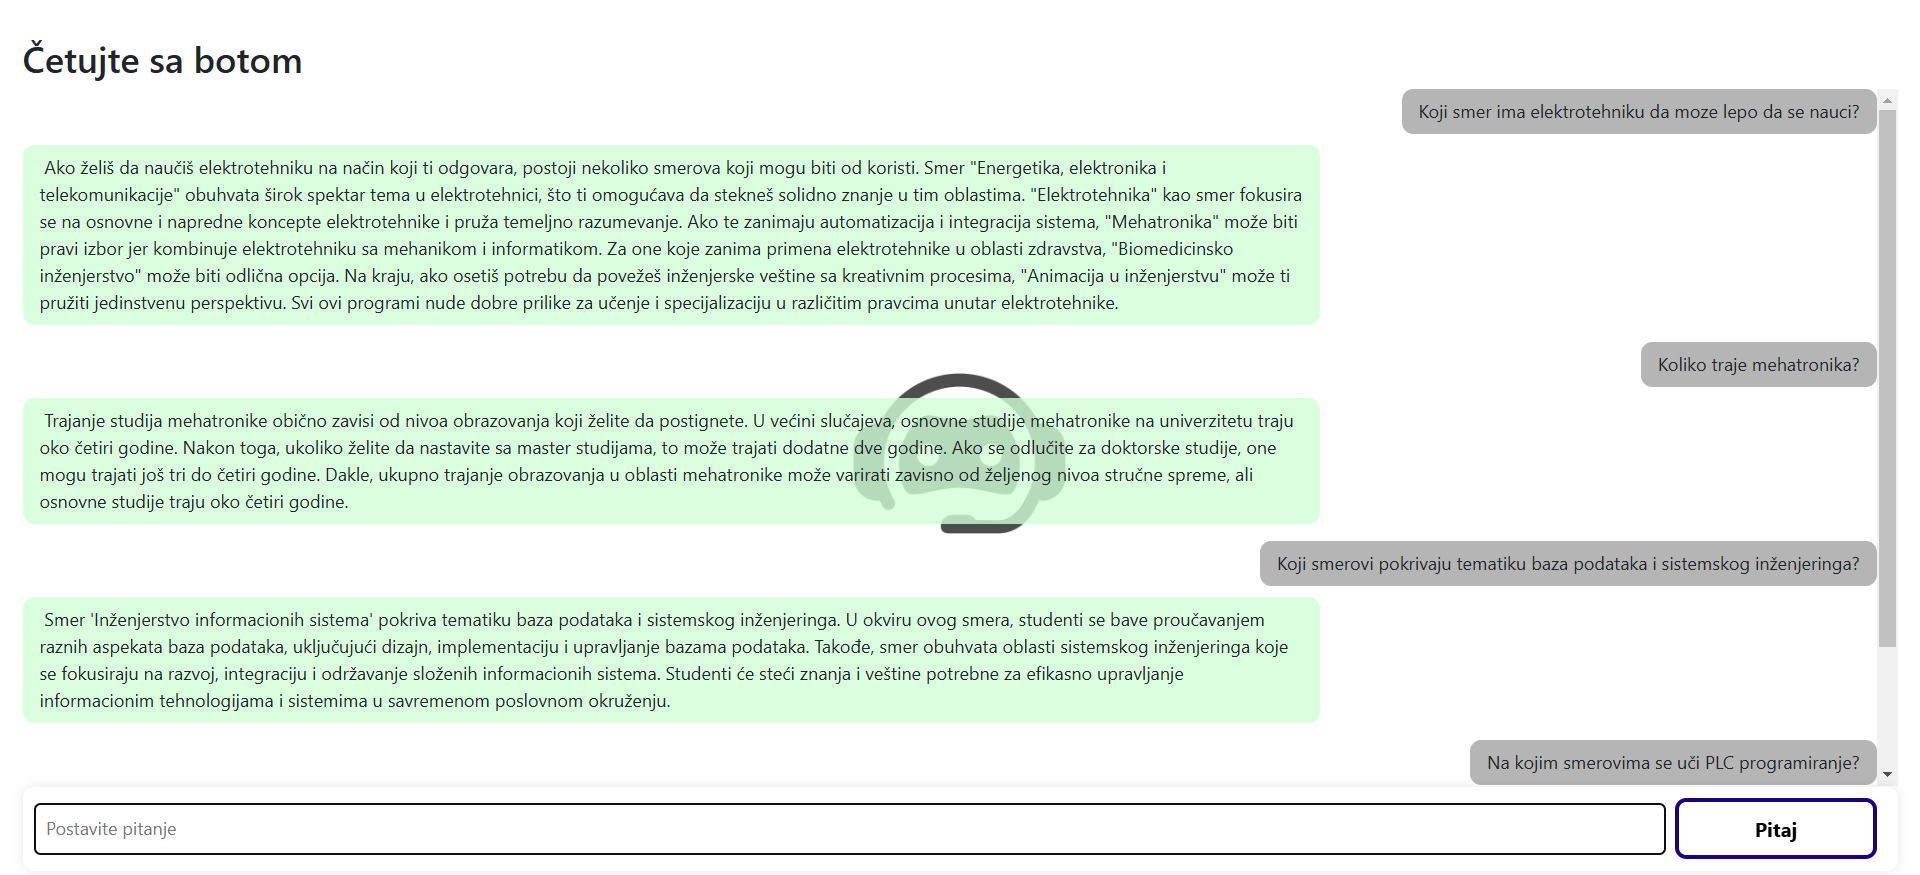 Četujte sa botom
Koji smer ima elektrotehniku da moze lepo da se nauci?
Ako želiš da naučiš elektrotehniku na način koji ti odgovara, postoji nekoliko smerova koji mogu biti od koristi. Smer "Energetika, elektronika i
telekomunikacije" obuhvata širok spektar tema u elektrotehnici, što ti omogućava da stekneš solidno znanje u tim oblastima. "Elektrotehnika" kao smer fokusira
se na osnovne i napredne koncepte elektrotehnike i pruža temeljno razumevanje. Ako te zanimaju automatizacija i integracija sistema, "Mehatronika" može biti
pravi izbor jer kombinuje elektrotehniku sa mehanikom i informatikom. Za one koje zanima primena elektrotehnike u oblasti zdravstva, "Biomedicinsko
inženjerstvo" može biti odlična opcija. Na kraju, ako osetiš potrebu da povežeš inženjerske veštine sa kreativnim procesima, "Animacija u inženjerstvu" može ti
pružiti jedinstvenu perspektivu. Svi ovi programi nude dobre prilike za učenje i specijalizaciju u različitim pravcima unutar elektrotehnike.
Koliko traje mehatronika?
Trajanje studija mehatronike obično zavisi od nivoa obrazovanja koji želite da postignete. U većini slučajeva, osnovne studije mehatronike na univerzitetu traju
oko četiri godine. Nakon toga, ukoliko želite da nastavite sa master studijama, to može trajati dodatne dve godine. Ako se odlučite za doktorske studije, one
mogu trajati još tri do četiri godine. Dakle, ukupno trajanje obrazovanja u oblasti mehatronike može varirati zavisno od željenog nivoa stručne spreme, ali
osnovne studije traju oko četiri godine.
Koji smerovi pokrivaju tematiku baza podataka i sistemskog inženjeringa?
Smer 'Inženjerstvo informacionih sistema' pokriva tematiku baza podataka i sistemskog inženjeringa. U okviru ovog smera, studenti se bave proučavanjem
raznih aspekata baza podataka, uključujući dizajn, implementaciju i upravljanje bazama podataka. Takođe, smer obuhvata oblasti sistemskog inženjeringa koje
se fokusiraju na razvoj, integraciju i održavanje složenih informacionih sistema. Studenti će steći znanja i veštine potrebne za efikasno upravljanje
informacionim tehnologijama i sistemima u savremenom poslovnom okruženju.
Na kojim smerovima se uči PLC programiranje?
Postavite pitanje
Pitaj